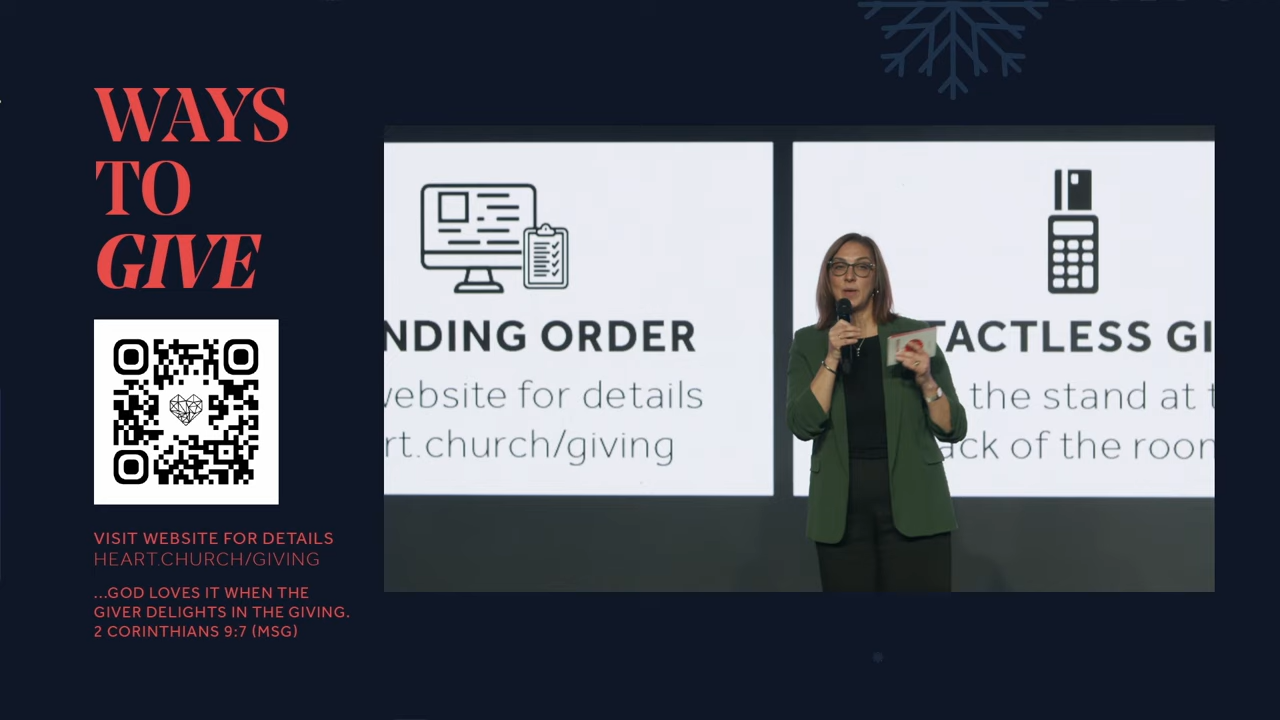 WAYS
TO
GIVE
VISIT WEBSITE FOR DETAILS
HEART.CHURCH/GIVING
...GOD LOVES IT WHEN THE
GIVER DELIGHTS IN THE GIVING.
2 CORINTHIANS 9:7 (MSG)
NDING ORDER
website for details
rt.church/giving
TACTLESS GI
the stand at t
ack of the room